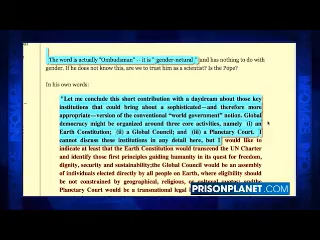 The word is actually "Ombudsman" -- it is "gender-netural" and has nothing to do with
gender. If he does not know this, are we to trust him as a scientist? Is the Pope?
In his own words:
"Let me conclude this short contribution with a daydream about those key
institutions that could bring about a sophisticated—and therefore more
appropriate—version of the conventional "world government" notion. Global
democracy might be organized around three core activities, namely (i) an
Earth Constitution; (ii) a Global Council; and (iii) a Planetary Court. I
cannot discuss these institutions in any detail here, but I would like to
indicate at least that the Earth Constitution would transcend the UN Charter
and identify those first principles guiding humanity in its quest for freedom,
dignity, security and sustainability;the Global Council would be an assembly
of individuals elected directly by all people on Earth, where eligibility should
not be constrained by geographical, religious, or cultural
Planetary Court would be a transnational legal
PRISONPLANET.COM